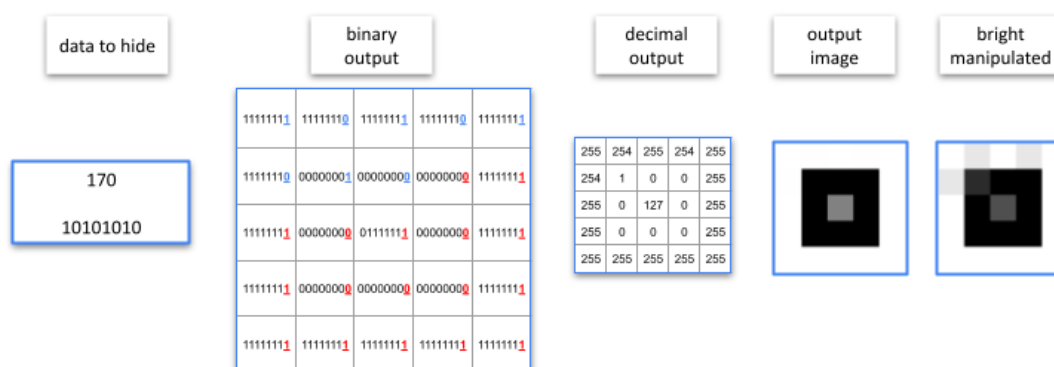 data to hide
binary
output
decimal
output
output
image
bright
manipulated
170
10101010
11111111 11111110 11111111 11111110 11111111
11111110 00000001 00000000 00000000 11111111
11111111 00000000 01111111 00000000 11111111
11111111 00000000 00000000 00000000 11111111
11111111 11111111 11111111 11111111 11111111
255 254 255 254 255
254 1 0 0 255
255 0 127 0 255
255 0 0 0 255
255 255 255 255 255